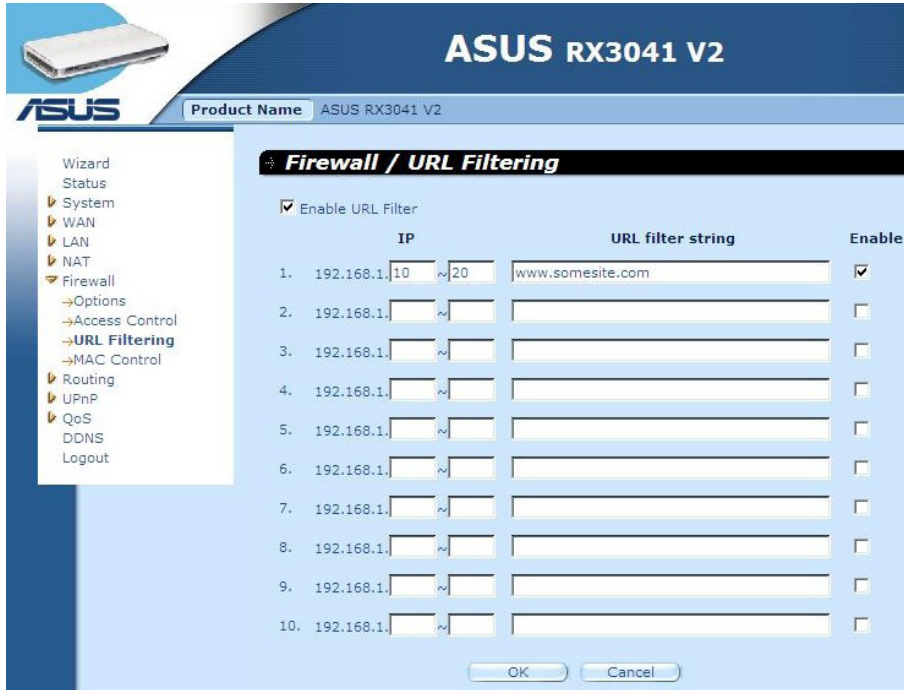 ASUS RX3041 V2
ASUS
Product Name ASUS RX3041 V2
Wizard
Status
System
WAN
LAN
NAT
Firewall
Options
Access Control
URL Filtering
MAC Control
Routing
UPnP
QoS
DDNS
Logout
Firewall / URL Filtering
Enable URL Filter
IP URL filter string Enable
1. 192.168.1. 10 ~ 20 www.somesite.com
2. 192.168.1. ~
3. 192.168.1. ~
4. 192.168.1. ~
5. 192.168.1. ~
6. 192.168.1. ~
7. 192.168.1. ~
8. 192.168.1. ~
9. 192.168.1. ~
10. 192.168.1. ~
OK Cancel